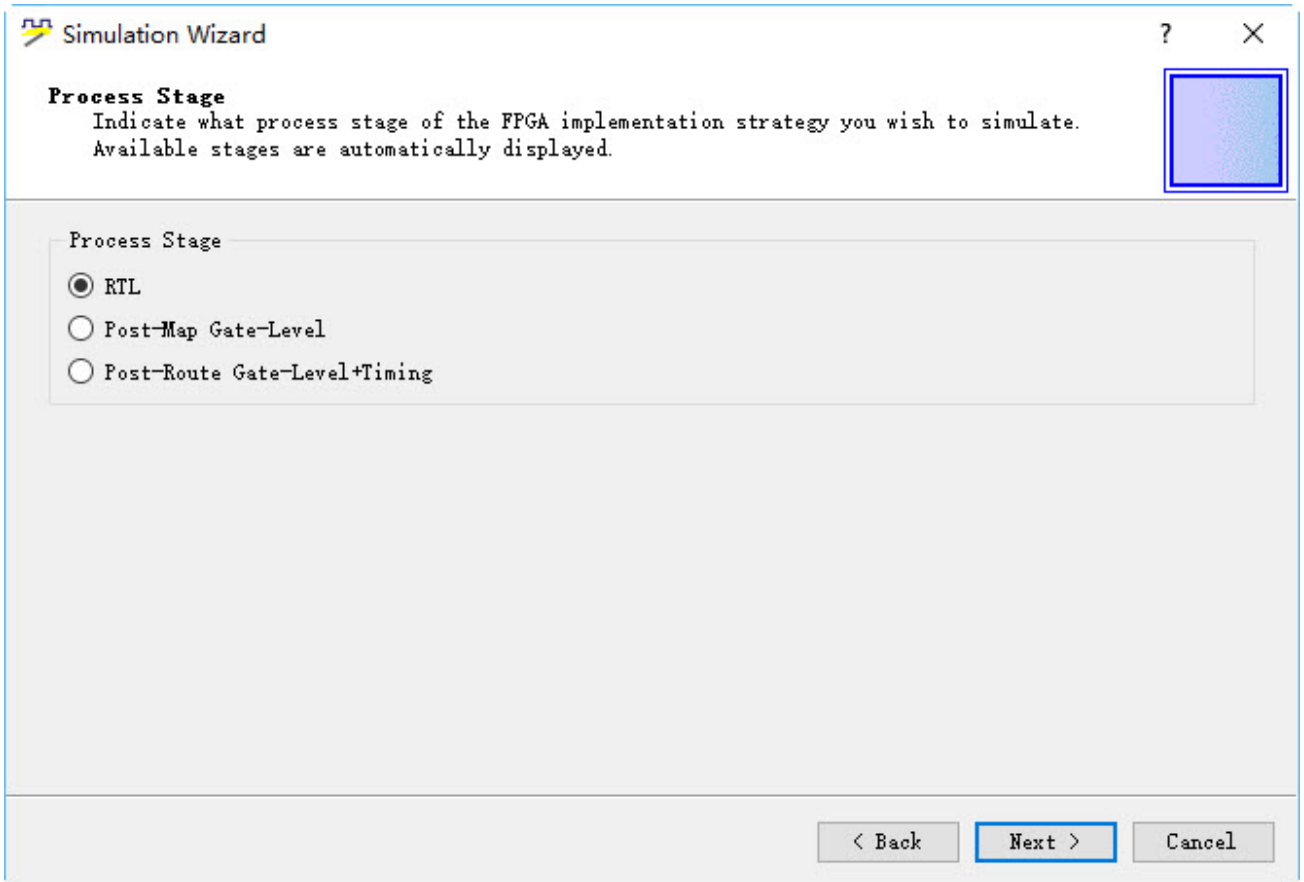 Simulation Wizard
?
Process Stage
Indicate what process stage of the FPGA implementation strategy you wish to simulate.
Available stages are automatically displayed.
Process Stage
RTL
Post-Map Gate-Level
Post-Route Gate-Level+Timing
< Back
Next >
Cancel